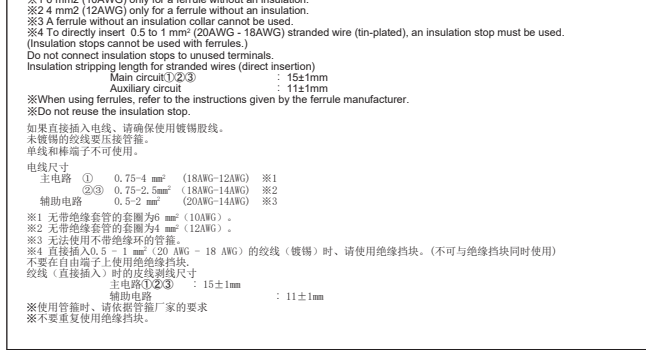 ※1 6 mm2 (10AWG) only for a ferrule without an insulation.
※2 4 mm2 (12AWG) only for a ferrule without an insulation.
※3 A ferrule without an insulation collar cannot be used.
※4 To directly insert 0.5 to 1 mm² (20AWG - 18AWG) stranded wire (tin-plated), an insulation stop must be used.
(Insulation stops cannot be used with ferrules.)
Do not connect insulation stops to unused terminals.
Insulation stripping length for stranded wires (direct insertion)
Main circuit①②③ : 15±1mm
Auxiliary circuit : 11±1mm
※When using ferrules, refer to the instructions given by the ferrule manufacturer.
※Do not reuse the insulation stop.
如果直接插入电线、请确保使用镀锡股线。
未镀锡的绞线要压接管箍。
单线和棒端子不可使用。
电线尺寸
主电路 ① 0.75-4 mm² (18AWG-12AWG) ※1
②③ 0.75-2.5mm² (18AWG-14AWG) ※2
辅助电路 0.5-2 mm² (20AWG-14AWG) ※3
※1 无带绝缘套管的套圈为6 mm²（10AWG）。
※2 无带绝缘套管的套圈为4 mm²（12AWG）。
※3 无法使用不带绝缘环的管箍。
※4 直接插入0.5 - 1 mm²（20 AWG - 18 AWG）的绞线（镀锡）时、请使用绝缘挡块。(不可与绝缘挡块同时使用)
不要在自由端子上使用绝绝缘挡块.
绞线（直接插入）时的皮线剥线尺寸
主电路①②③ : 15±1mm
辅助电路 : 11±1mm
※使用管箍时、请依据管箍厂家的要求
※不要重复使用绝缘挡块。